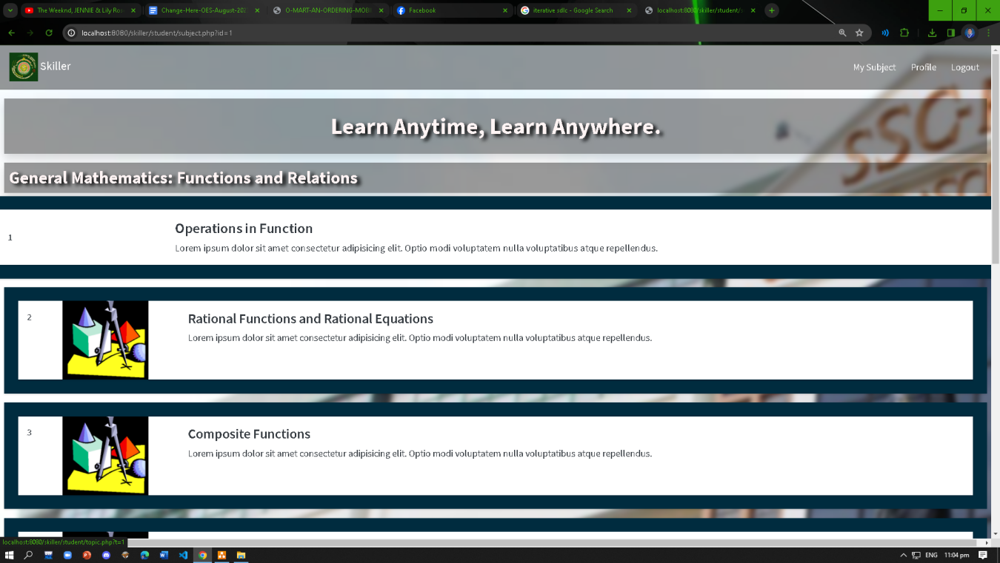 The Weeknd, JENNIE & Lily Ros
Change-Here-OES-August-202
O-MART-AN-ORDERING-MOBI
Facebook
iterative sdlc - Google Search
localhost:8080/skiller/student/s
localhost:8080/skiller/student/subject.php?id=1
Skiller
My Subject
Profile
Logout
Learn Anytime, Learn Anywhere.
General Mathematics: Functions and Relations
1
Operations in Function
Lorem ipsum dolor sit amet consectetur adipisicing elit. Optio modi voluptatem nulla voluptatibus atque repellendus.
2
Rational Functions and Rational Equations
Lorem ipsum dolor sit amet consectetur adipisicing elit. Optio modi voluptatem nulla voluptatibus atque repellendus.
3
Composite Functions
Lorem ipsum dolor sit amet consectetur adipisicing elit. Optio modi voluptatem nulla voluptatibus atque repellendus.
localhost:8080/skiller/student/topic.php?t=1
ENG
11:04 pm